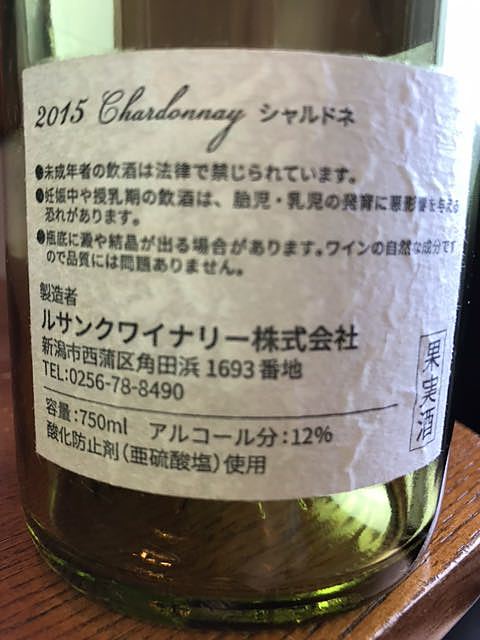 2015 Chardonnay シャルドネ
●未成年者の飲酒は法律で禁じられています。
●妊娠中や授乳期の飲酒は、胎児・乳児の発育に悪影響を与える
恐れがあります。
●瓶底に澱や結晶が出る場合があります。ワインの自然な成分です
ので品質には問題ありません。
製造者
ルサンクワイナリー株式会社
新潟市西蒲区角田浜 1693 番地
TEL:0256-78-8490
容量:750ml アルコール分:12%
酸化防止剤(亜硫酸塩)使用
果実酒